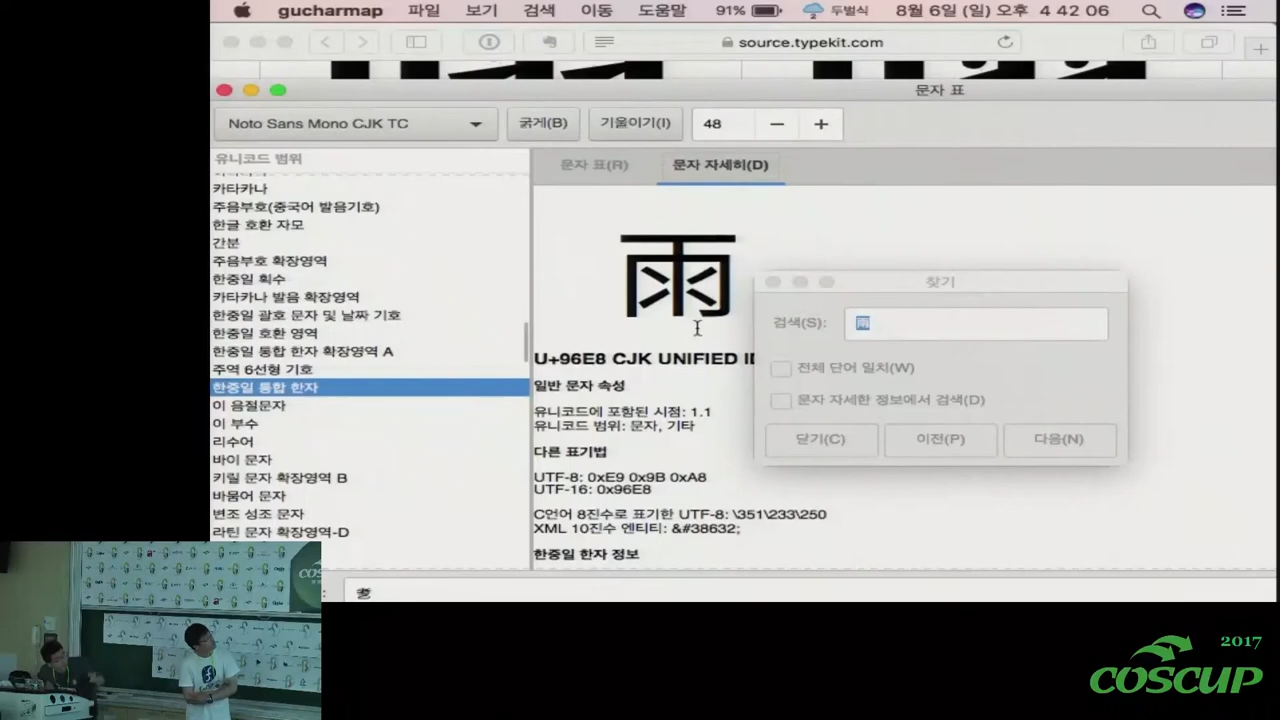 gucharmap 파일 보기 검색 이동 도움말 91% 두벌식 8월 6일 (일) 오후 4 42 06
source.typekit.com
문자 표
Noto Sans Mono CJK TC 굵게(B) 기울이기(I) 48 − +
유니코드 범위
문자 표(R) 문자 자세히(D)
카타카나
주음부호(중국어 발음기호)
한글 호환 자모
간분
주음부호 확장영역
한중일 획수
카타카나 발음 확장영역
한중일 괄호 문자 및 날짜 기호
한중일 호환 영역
한중일 통합 한자 확장영역 A
주역 6선형 기호
한중일 통합 한자
이 음절문자
이 부수
리수어
바이 문자
키릴 문자 확장영역 B
바뭄어 문자
변조 성조 문자
라틴 문자 확장영역-D
雨
U+96E8 CJK UNIFIED
일반 문자 속성
유니코드에 포함된 시점: 1.1
유니코드 범위: 문자, 기타
다른 표기법
UTF-8: 0xE9 0x9B 0xA8
UTF-16: 0x96E8
C언어 8진수로 표기한 UTF-8: \351\233\250
XML 10진수 엔티티: &#38632;
한중일 한자 정보
찾기
검색(S): 雨
전체 단어 일치(W)
문자 자세한 정보에서 검색(D)
닫기(C) 이전(P) 다음(N)
2017
COSCUP